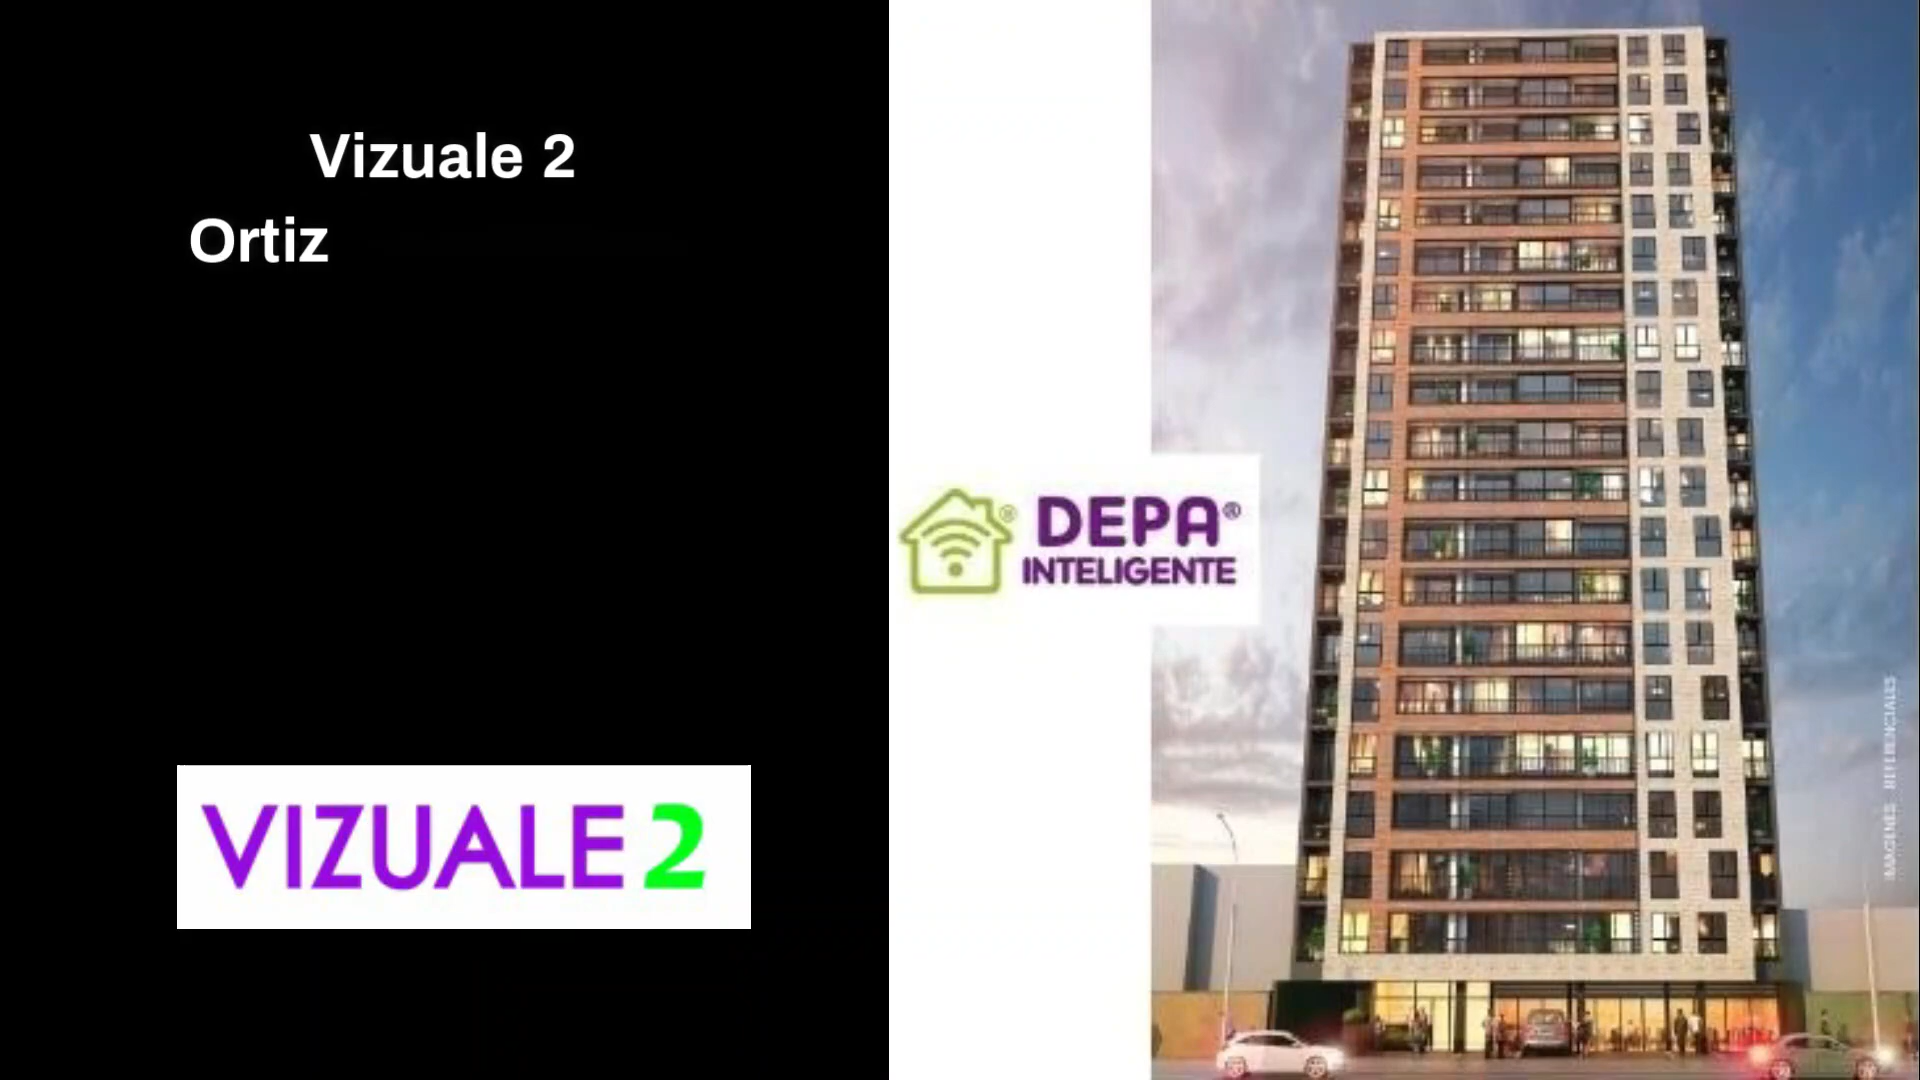 Vizuale 2
Ortiz
VIZUALE 2
DEPA®
INTELIGENTE
®
IMÁGENES REFERENCIALES